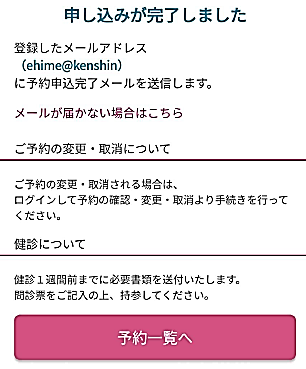 申し込みが完了しました
登録したメールアドレス
（ehime@kenshin）
に予約申込完了メールを送信します。
メールが届かない場合はこちら
ご予約の変更・取消について
ご予約の変更・取消される場合は、
ログインして予約の確認・変更・取消より手続きを行って
ください。
健診について
健診１週間前までに必要書類を送付いたします。
問診票をご記入の上、持参してください。
予約一覧へ